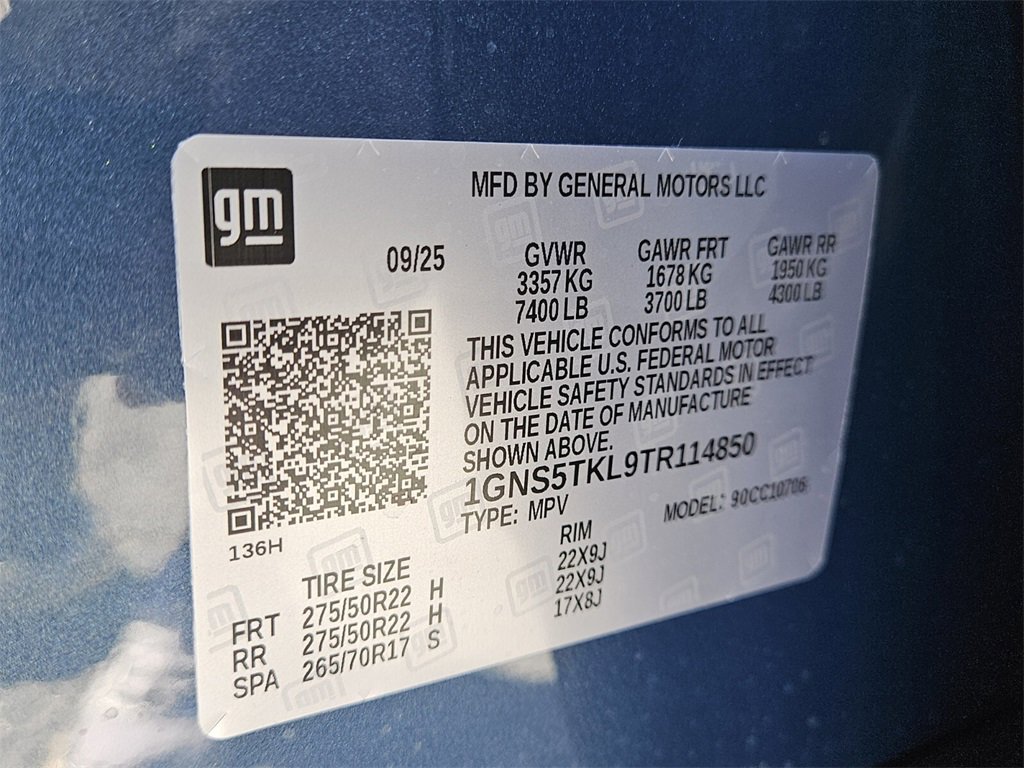 gm
MFD BY GENERAL MOTORS LLC
09/25
GVWR GAWR FRT GAWR RR
3357 KG 1678 KG 1950 KG
7400 LB 3700 LB 4300 LB
THIS VEHICLE CONFORMS TO ALL
APPLICABLE U.S. FEDERAL MOTOR
VEHICLE SAFETY STANDARDS IN EFFECT
ON THE DATE OF MANUFACTURE
SHOWN ABOVE.
1GNS5TKL9TR114850
TYPE: MPV MODEL: 90CC10706
136H
TIRE SIZE RIM
FRT 275/50R22 H 22X9J
RR 275/50R22 H 22X9J
SPA 265/70R17 S 17X8J